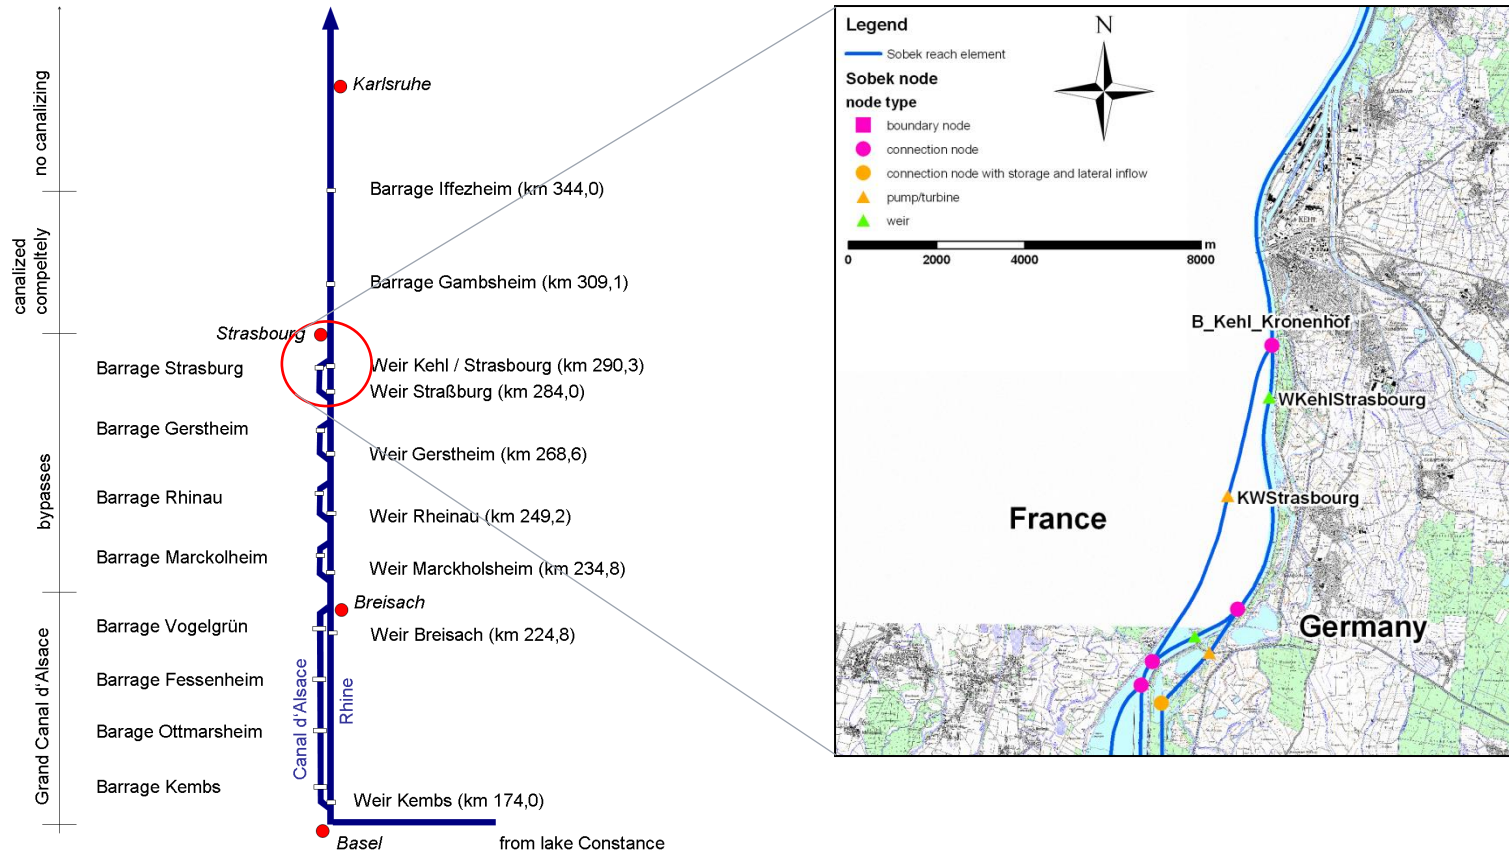 no canalizing
canalized
compeltely
bypasses
Grand Canal d'Alsace
Karlsruhe
Barrage Iffezheim (km 344,0)
Barrage Gambsheim (km 309,1)
Strasbourg
Barrage Strasburg
Weir Kehl / Strasbourg (km 290,3)
Weir Straßburg (km 284,0)
Barrage Gerstheim
Weir Gerstheim (km 268,6)
Barrage Rhinau
Weir Rheinau (km 249,2)
Barrage Marckolheim
Weir Marckholsheim (km 234,8)
Breisach
Barrage Vogelgrün
Weir Breisach (km 224,8)
Barrage Fessenheim
Canal d'Alsace
Rhine
Barage Ottmarsheim
Barrage Kembs
Weir Kembs (km 174,0)
Basel
from lake Constance
Legend
Sobek reach element
Sobek node
node type
boundary node
connection node
connection node with storage and lateral inflow
pump/turbine
weir
m
0 2000 4000 8000
N
KEHL
B_Kehl_Kronenhof
WKehlStrasbourg
KWStrasbourg
France
Germany